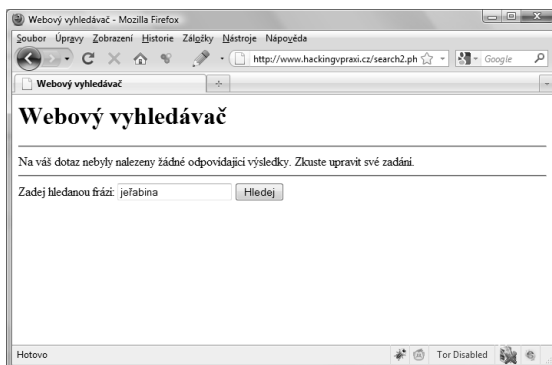 Webový vyhledávač - Mozilla Firefox
Soubor Úpravy Zobrazení Historie Záložky Nástroje Nápověda
http://www.hackingvpraxi.cz/search2.ph
Google
Webový vyhledávač
Webový vyhledávač
Na váš dotaz nebyly nalezeny žádné odpovidajici výsledky. Zkuste upravit své zadáni.
Zadej hledanou frázi: jeřabina Hledej
Hotovo Tor Disabled